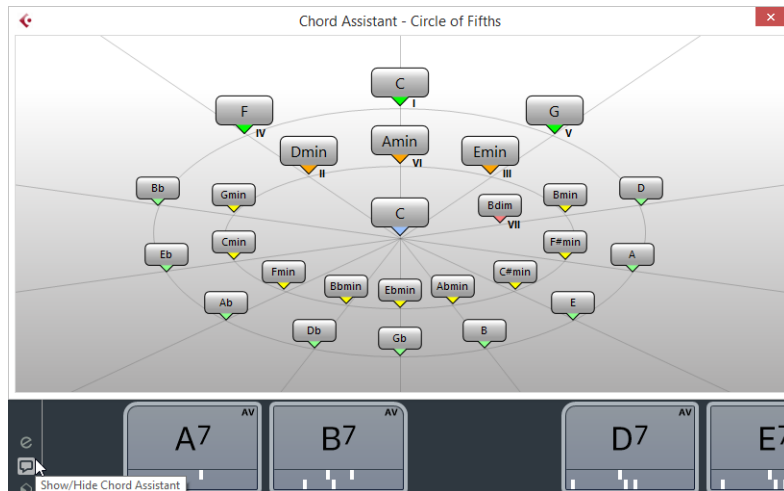 Chord Assistant - Circle of Fifths
C
I
F
IV
G
V
Amin
VI
Dmin
II
Emin
III
Bb
Gmin
Bdim
VII
Bmin
D
C
Eb
Cmin
F#min
A
Fmin
Bbmin
Ebmin
Abmin
C#min
Ab
E
Db
Gb
B
AV
A7
AV
B7
AV
D7
E7
Show/Hide Chord Assistant